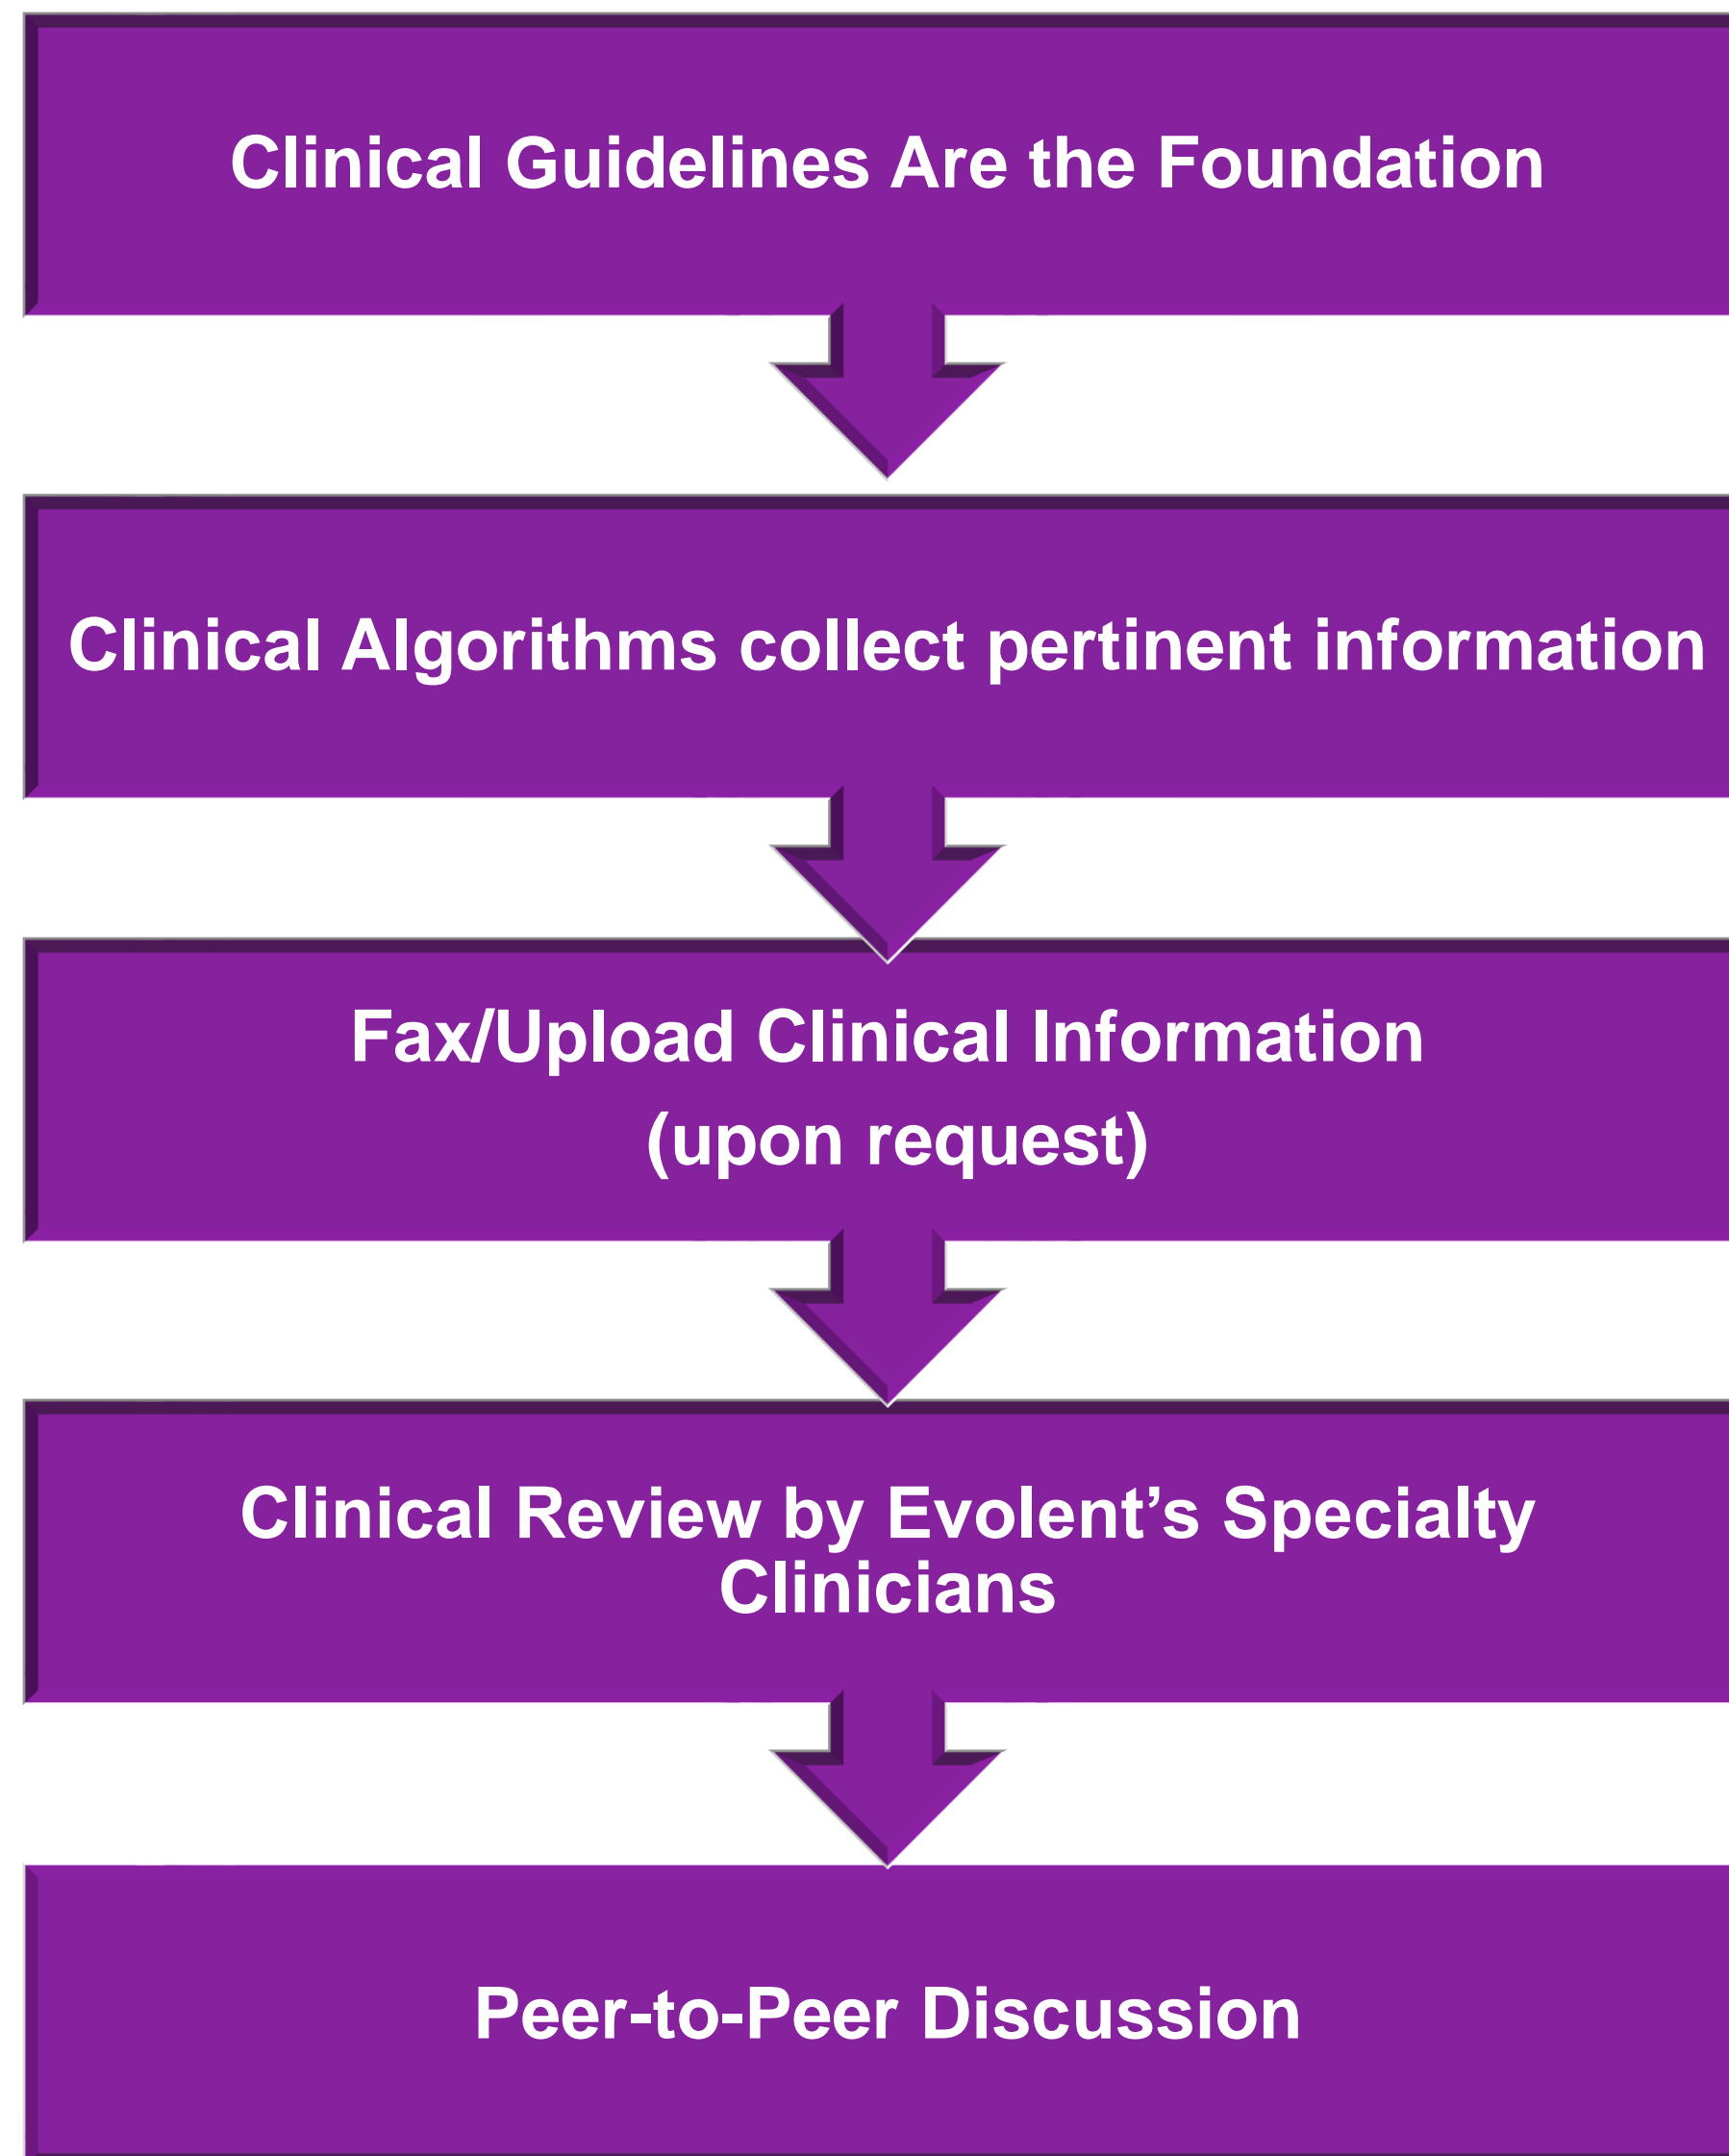 Clinical Guidelines Are the Foundation
Clinical Algorithms collect pertinent information
Fax/Upload Clinical Information
(upon request)
Clinical Review by Evolent’s Specialty
Clinicians
Peer-to-Peer Discussion